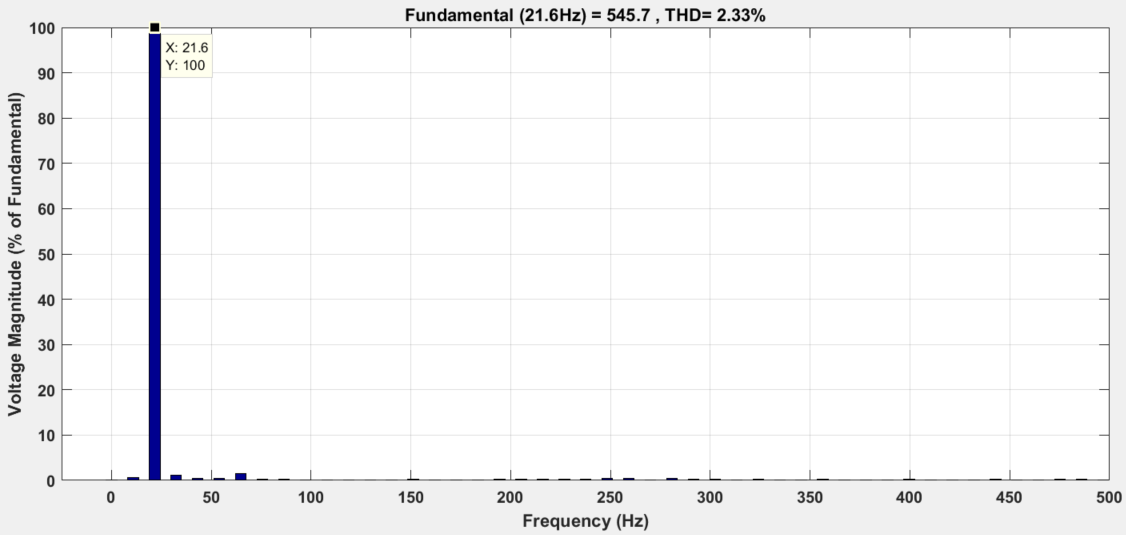 Fundamental (21.6Hz) = 545.7 , THD= 2.33%
X: 21.6
Y: 100
Voltage Magnitude (% of Fundamental)
100
90
80
70
60
50
40
30
20
10
0
0 50 100 150 200 250 300 350 400 450 500
Frequency (Hz)